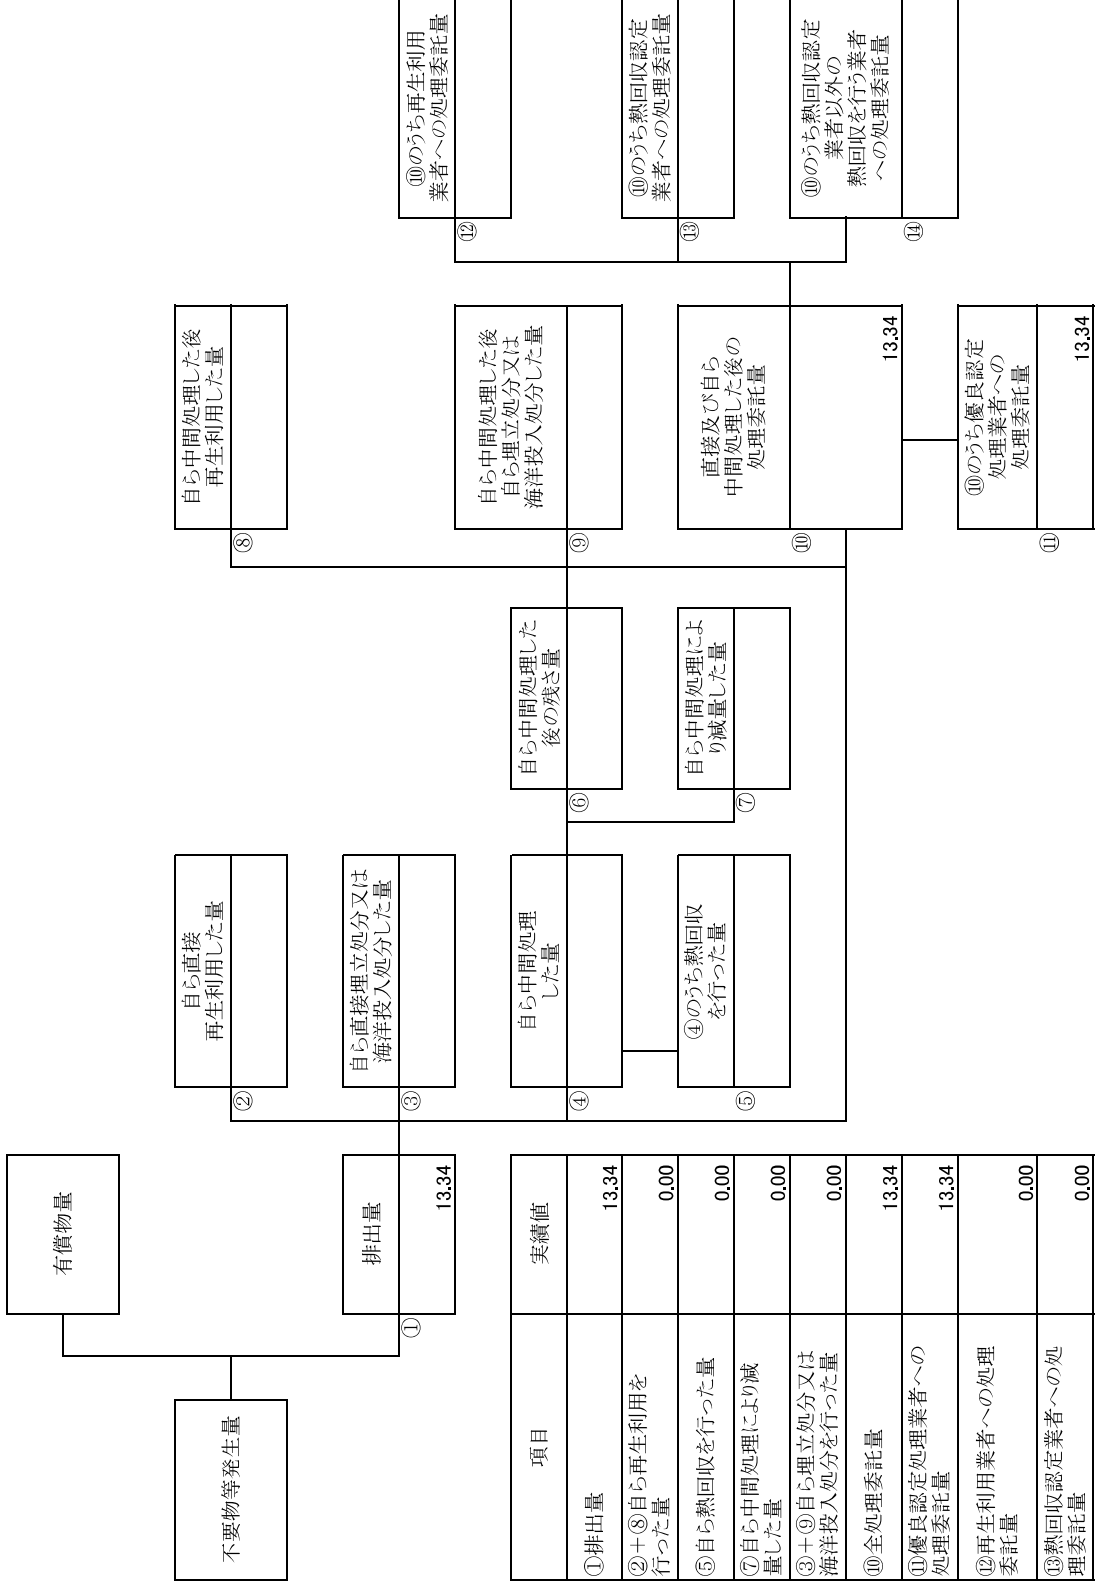 不要物等発生量
有償物量
排出量
①
13.34
自ら直接
再生利用した量
②
自ら直接埋立処分又は
海洋投入処分した量
③
自ら中間処理
した量
④
④のうち熱回収
を行った量
⑤
自ら中間処理した
後の残さ量
⑥
自ら中間処理によ
り減量した量
⑦
自ら中間処理した後
再生利用した量
⑧
自ら中間処理した後
自ら埋立処分又は
海洋投入処分した量
⑨
直接及び自ら
中間処理した後の
処理委託量
⑩
13.34
⑩のうち優良認定
処理業者への
処理委託量
⑪
13.34
⑩のうち再生利用
業者への処理委託量
⑫
⑩のうち熱回収認定
業者への処理委託量
⑬
⑩のうち熱回収認定
業者以外の
熱回収を行う業者
への処理委託量
⑭
項目 実績値
①排出量 13.34
②+⑧自ら再生利用を
行った量 0.00
⑤自ら熱回収を行った量 0.00
⑦自ら中間処理により減
量した量 0.00
③+⑨自ら埋立処分又は
海洋投入処分を行った量 0.00
⑩全処理委託量 13.34
⑪優良認定処理業者への
処理委託量 13.34
⑫再生利用業者への処理
委託量 0.00
⑬熱回収認定業者への処
理委託量 0.00